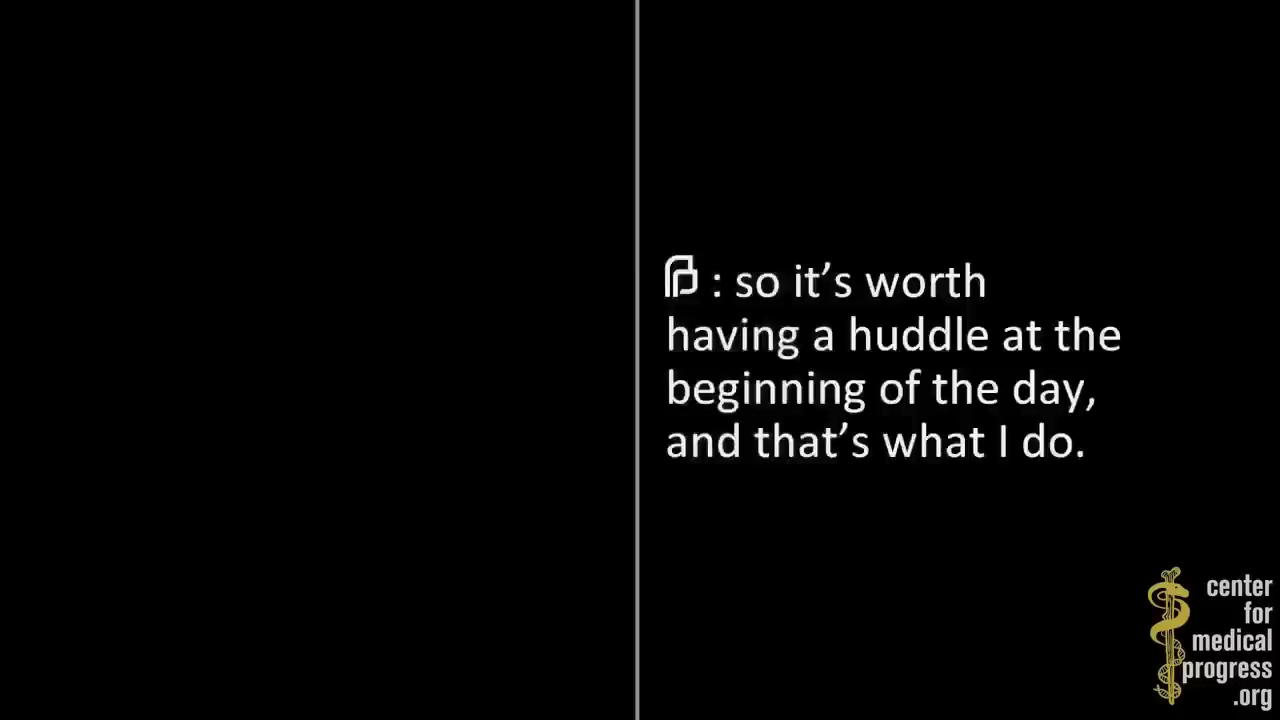 : so it’s worth
having a huddle at the
beginning of the day,
and that’s what I do.
center
for
medical
progress
.org